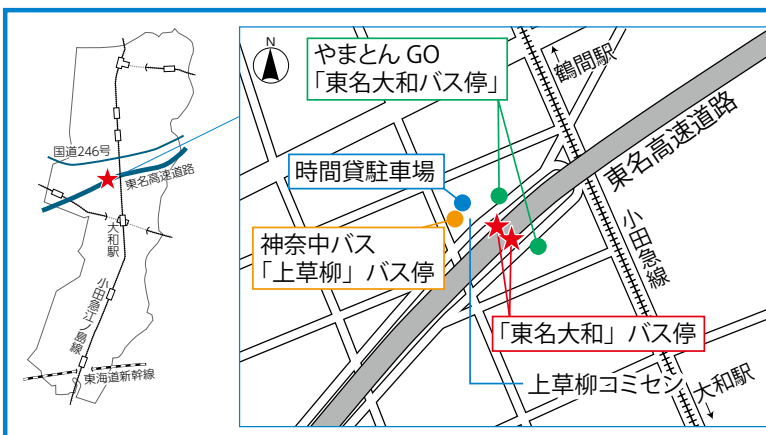 国道246号
東名高速道路
大和駅
小田急江ノ島線
東海道新幹線
N
やまとん GO
「東名大和バス停」
鶴間駅
東名高速道路
時間貸駐車場
神奈中バス
「上草柳」バス停
小田急線
「東名大和」バス停
上草柳コミセン
大和駅